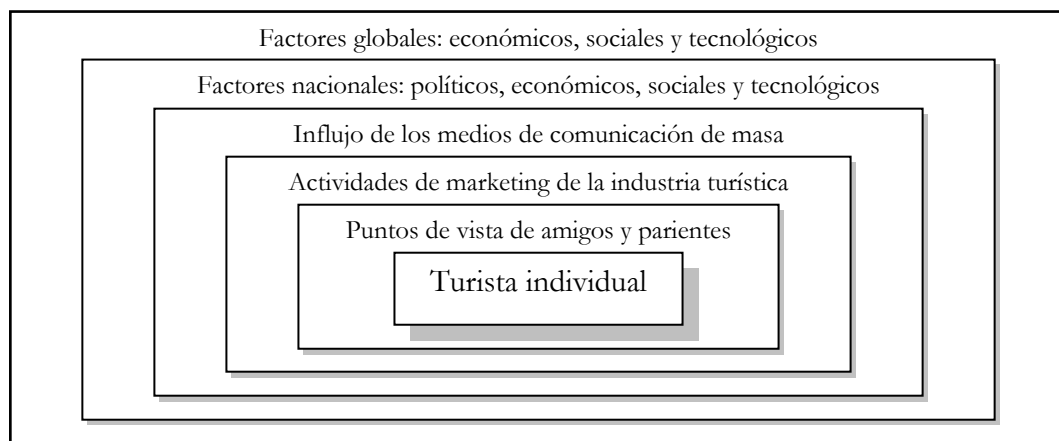 Factores globales: económicos, sociales y tecnológicos
Factores nacionales: políticos, económicos, sociales y tecnológicos
Influjo de los medios de comunicación de masa
Actividades de marketing de la industria turística
Puntos de vista de amigos y parientes
Turista individual